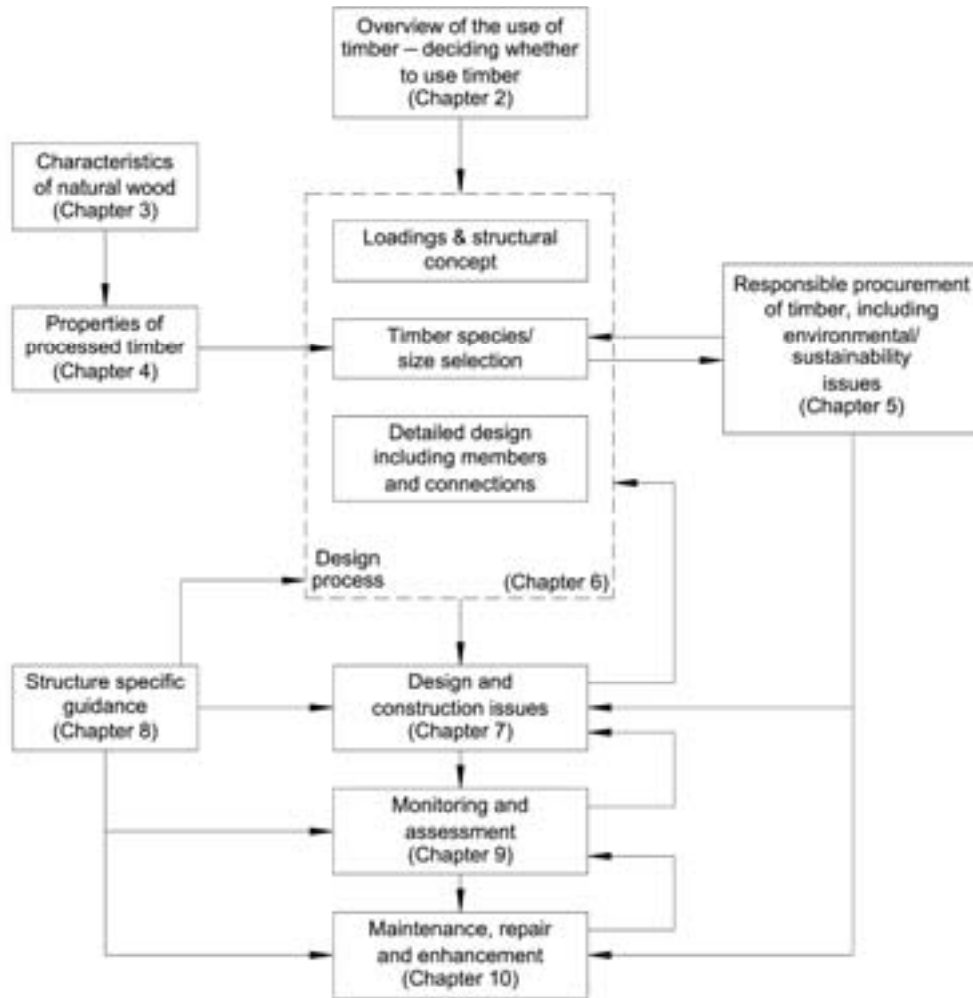 Overview of the use of
timber – deciding whether
to use timber
(Chapter 2)
Characteristics
of natural wood
(Chapter 3)
Loadings & structural
concept
Properties of
processed timber
(Chapter 4)
Timber species/
size selection
Responsible procurement
of timber, including
environmental/
sustainability
issues
(Chapter 5)
Detailed design
including members
and connections
Design
process
(Chapter 6)
Structure specific
guidance
(Chapter 8)
Design and
construction issues
(Chapter 7)
Monitoring and
assessment
(Chapter 9)
Maintenance, repair
and enhancement
(Chapter 10)